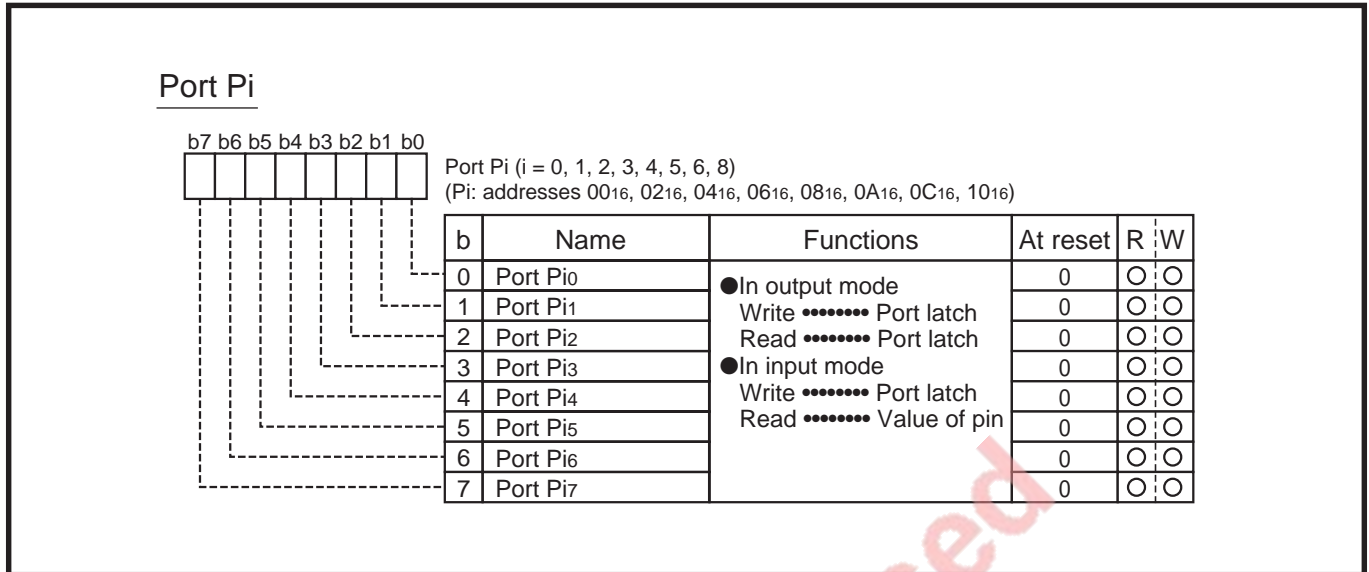 Port Pi
b7 b6 b5 b4 b3 b2 b1 b0
Port Pi (i = 0, 1, 2, 3, 4, 5, 6, 8)
(Pi: addresses 0016, 0216, 0416, 0616, 0816, 0A16, 0C16, 1016)
b Name Functions At reset R W
0 Port Pi0 0 ○ ○
●In output mode
1 Port Pi1 0 ○ ○
Write •••••••• Port latch
2 Port Pi2 0 ○ ○
Read •••••••• Port latch
3 Port Pi3 0 ○ ○
●In input mode
4 Port Pi4 0 ○ ○
Write •••••••• Port latch
5 Port Pi5 0 ○ ○
Read •••••••• Value of pin
6 Port Pi6 0 ○ ○
7 Port Pi7 0 ○ ○
sed